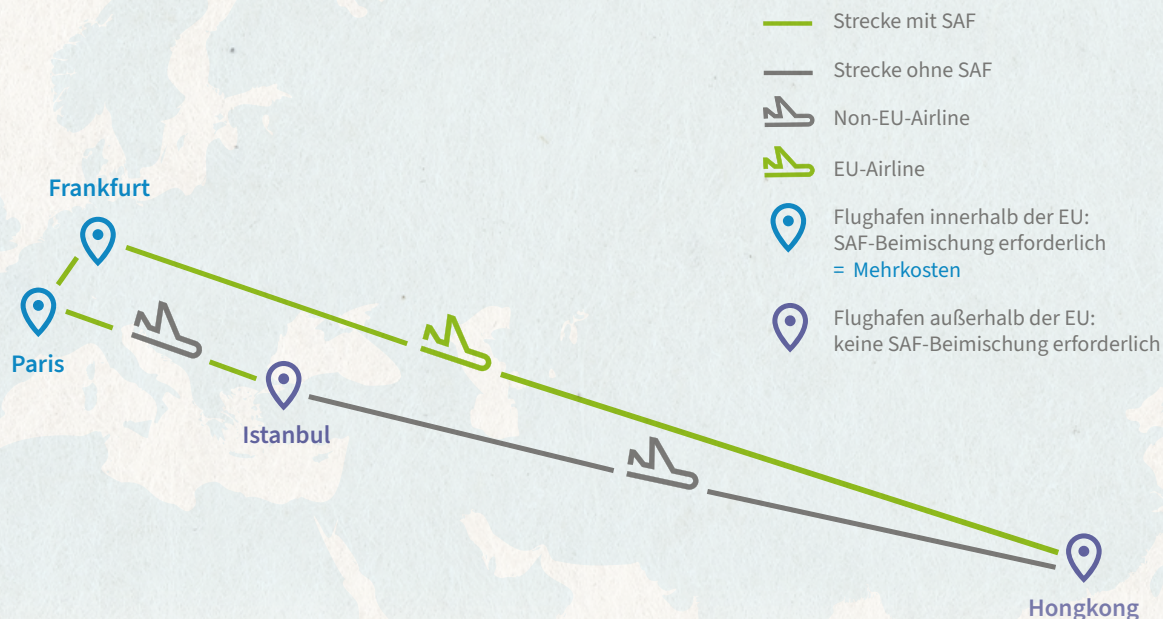 Strecke mit SAF
Strecke ohne SAF
Non-EU-Airline
EU-Airline
Flughafen innerhalb der EU:
SAF-Beimischung erforderlich
= Mehrkosten
Flughafen außerhalb der EU:
keine SAF-Beimischung erforderlich
Frankfurt
Paris
Istanbul
Hongkong